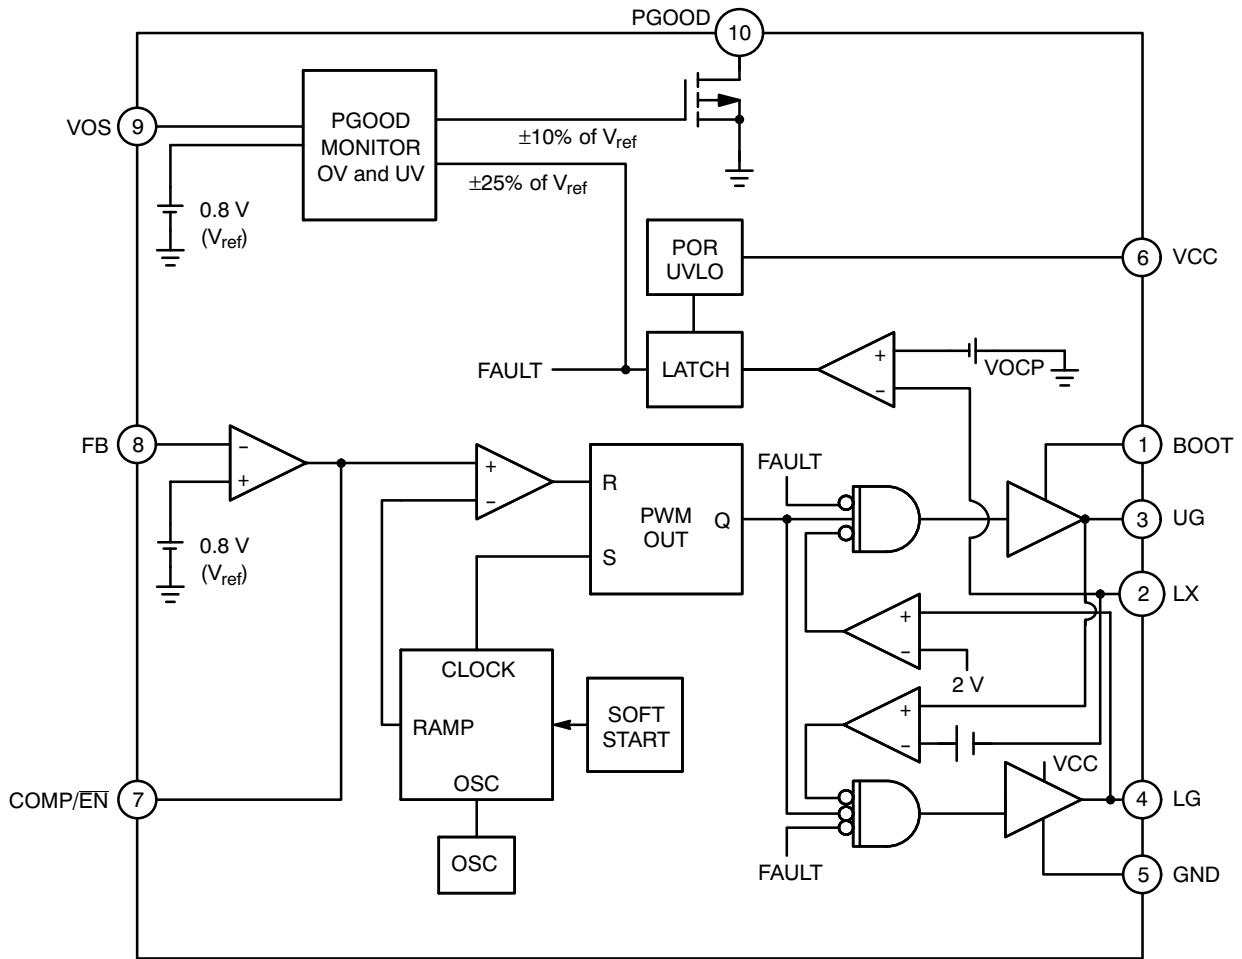 PGOOD
10
VOS
9
PGOOD
MONITOR
OV and UV
±10% of Vref
±25% of Vref
0.8 V
(Vref)
POR
UVLO
6
VCC
FAULT
LATCH
+
–
VOCP
FB
8
–
+
0.8 V
(Vref)
+
–
R
S
PWM
OUT
Q
FAULT
1
BOOT
3
UG
2
LX
+
–
2 V
CLOCK
RAMP
OSC
SOFT
START
+
–
VCC
COMP/E̅N̅
7
4
LG
OSC
FAULT
5
GND